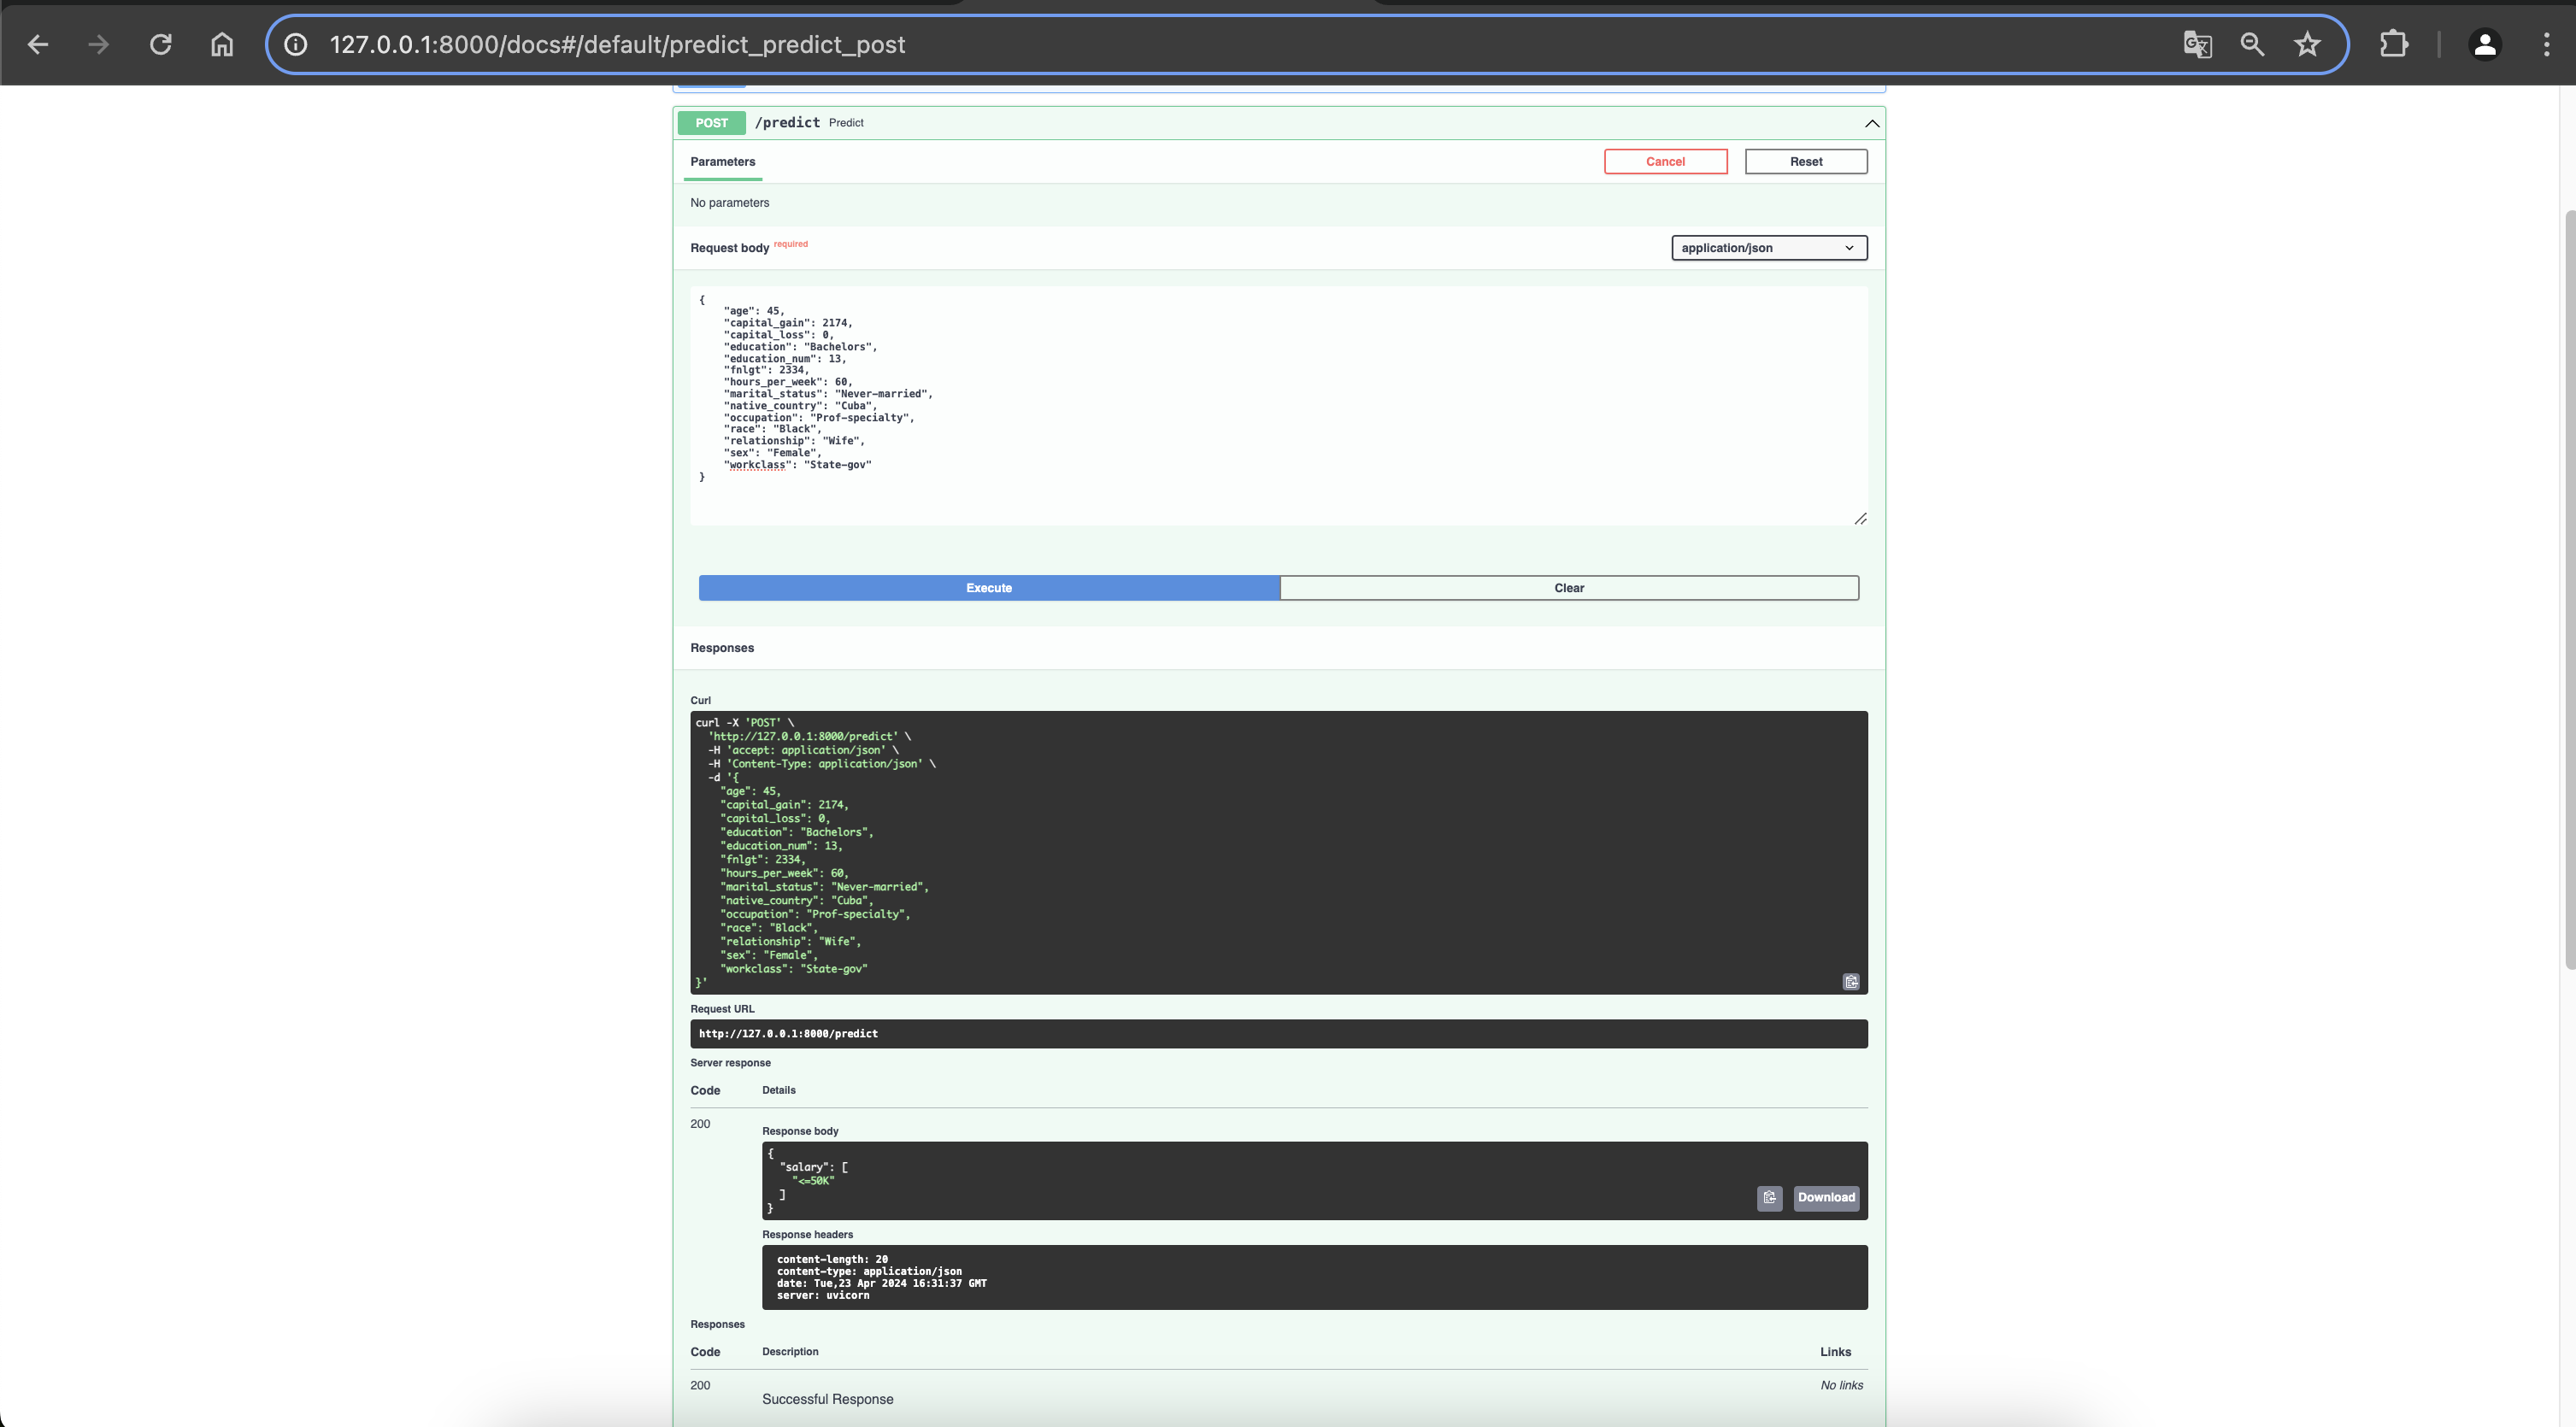 127.0.0.1:8000/docs#/default/predict_predict_post
POST /predict Predict
Parameters Cancel Reset
No parameters
Request body required application/json
{
"age": 45,
"capital_gain": 2174,
"capital_loss": 0,
"education": "Bachelors",
"education_num": 13,
"fnlgt": 2334,
"hours_per_week": 60,
"marital_status": "Never-married",
"native_country": "Cuba",
"occupation": "Prof-specialty",
"race": "Black",
"relationship": "Wife",
"sex": "Female",
"workclass": "State-gov"
}
Execute Clear
Responses
Curl
curl -X 'POST' \
'http://127.0.0.1:8000/predict' \
-H 'accept: application/json' \
-H 'Content-Type: application/json' \
-d '{
"age": 45,
"capital_gain": 2174,
"capital_loss": 0,
"education": "Bachelors",
"education_num": 13,
"fnlgt": 2334,
"hours_per_week": 60,
"marital_status": "Never-married",
"native_country": "Cuba",
"occupation": "Prof-specialty",
"race": "Black",
"relationship": "Wife",
"sex": "Female",
"workclass": "State-gov"
}'
Request URL
http://127.0.0.1:8000/predict
Server response
Code Details
200
Response body
{
"salary": [
"<=50K"
]
}
Download
Response headers
content-length: 20
content-type: application/json
date: Tue,23 Apr 2024 16:31:37 GMT
server: uvicorn
Responses
Code Description Links
200 No links
Successful Response